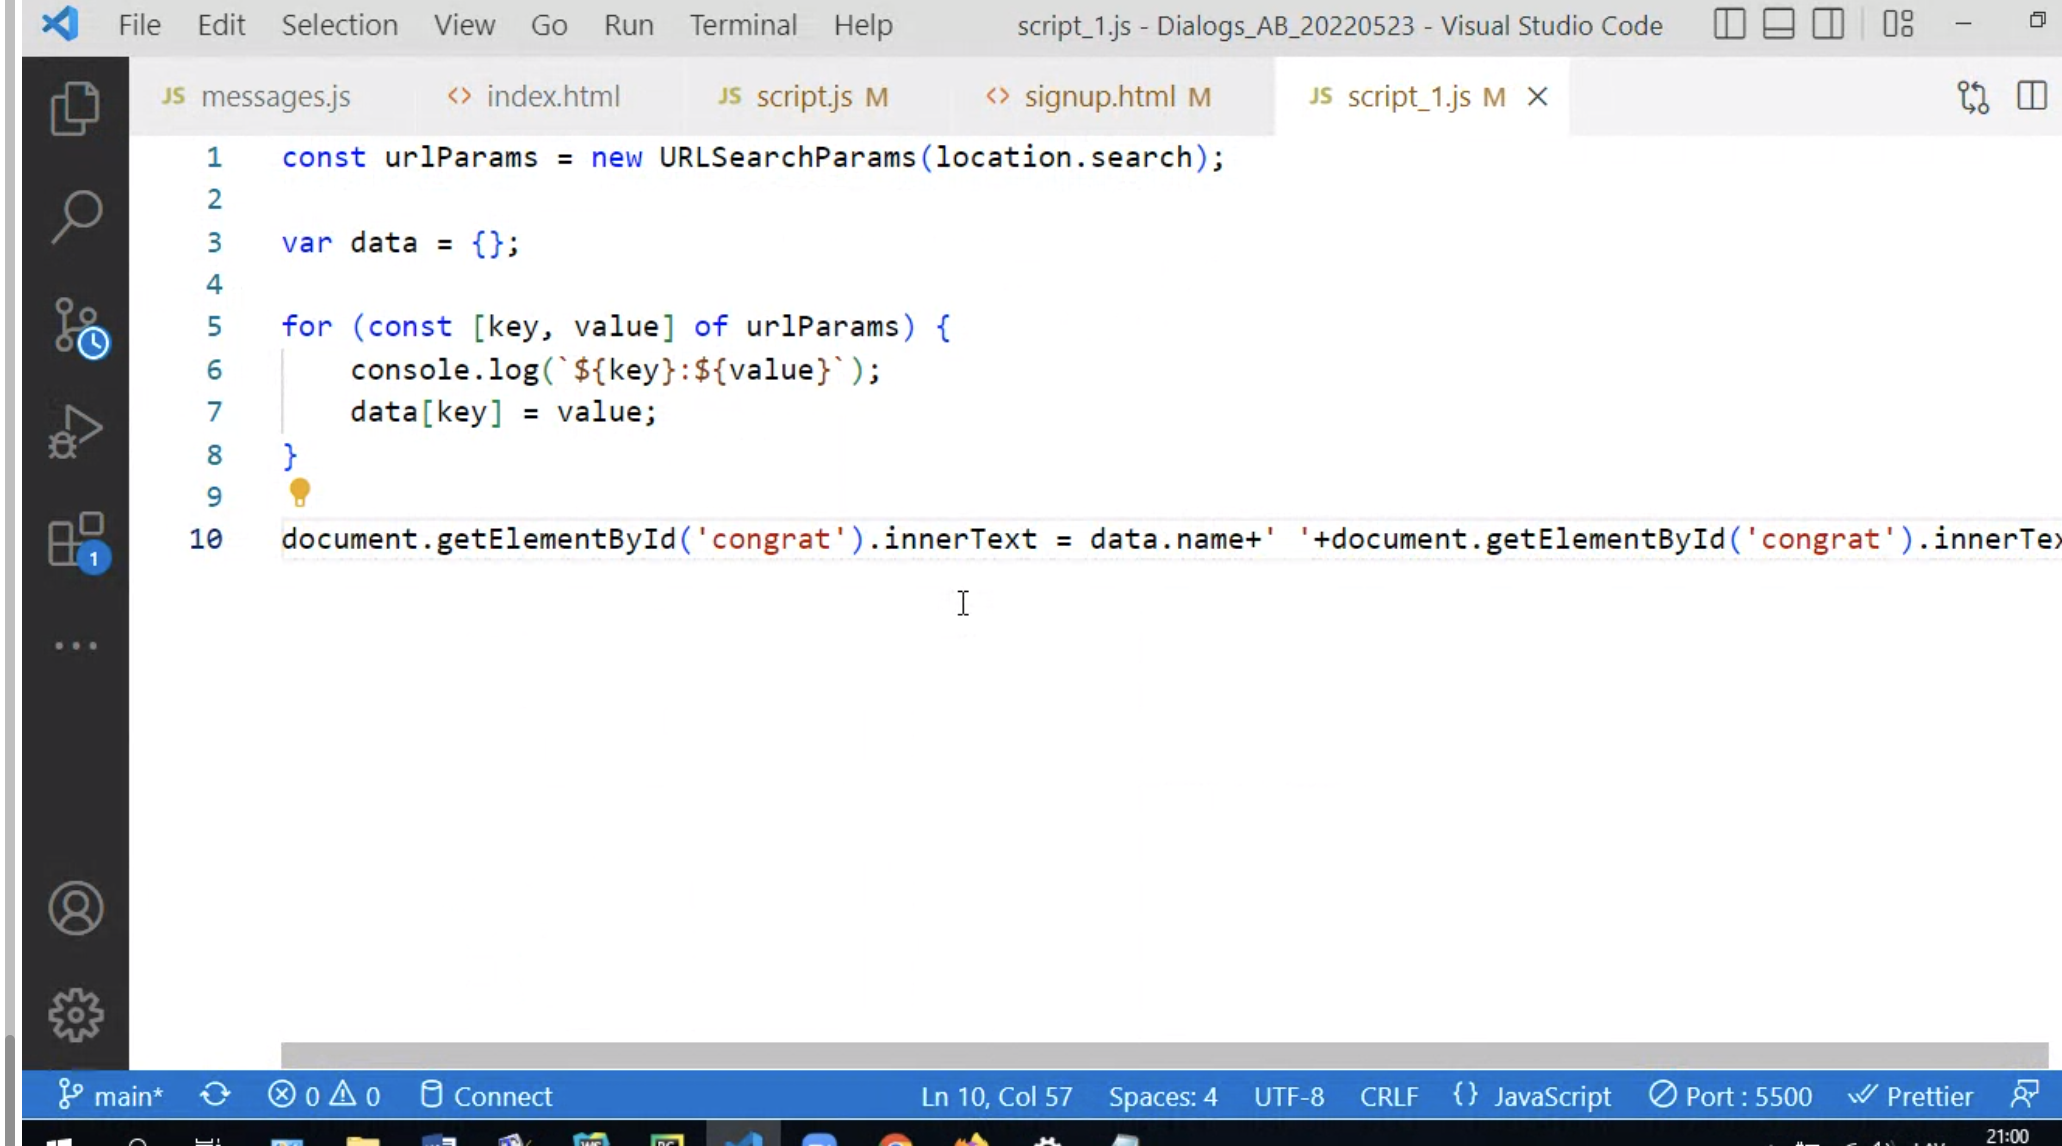 File Edit Selection View Go Run Terminal Help script_1.js - Dialogs_AB_20220523 - Visual Studio Code
JS messages.js <> index.html JS script.js M <> signup.html M JS script_1.js M
1 const urlParams = new URLSearchParams(location.search);
2
3 var data = {};
4
5 for (const [key, value] of urlParams) {
6 console.log(`${key}:${value}`);
7 data[key] = value;
8 }
9
10 document.getElementById('congrat').innerText = data.name+' '+document.getElementById('congrat').innerTex
1
main* 0 0 Connect Ln 10, Col 57 Spaces: 4 UTF-8 CRLF {} JavaScript Port : 5500 Prettier
21:00